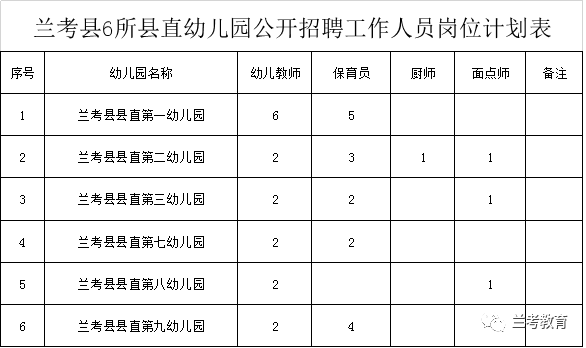 兰考县6所县直幼儿园公开招聘工作人员岗位计划表
序号 幼儿园名称 幼儿教师 保育员 厨师 面点师 备注
1 兰考县县直第一幼儿园 6 5
2 兰考县县直第二幼儿园 2 3 1 1
3 兰考县县直第三幼儿园 2 2 1
4 兰考县县直第七幼儿园 2 2
5 兰考县县直第八幼儿园 2 1
6 兰考县县直第九幼儿园 2 4
兰考教育